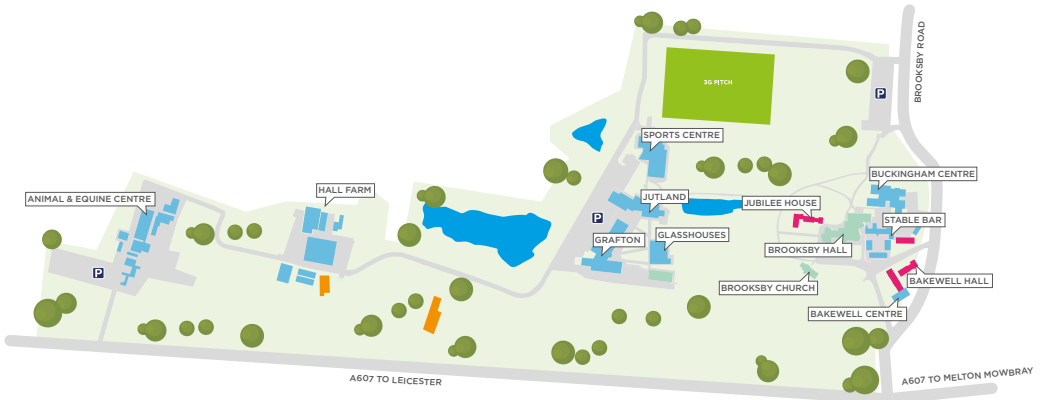 BROOKSBY ROAD
3G PITCH
P
SPORTS CENTRE
BUCKINGHAM CENTRE
HALL FARM
ANIMAL & EQUINE CENTRE
JUTLAND
JUBILEE HOUSE
P
STABLE BAR
GRAFTON
GLASSHOUSES
BROOKSBY HALL
P
BAKEWELL HALL
BROOKSBY CHURCH
BAKEWELL CENTRE
A607 TO LEICESTER
A607 TO MELTON MOWBRAY